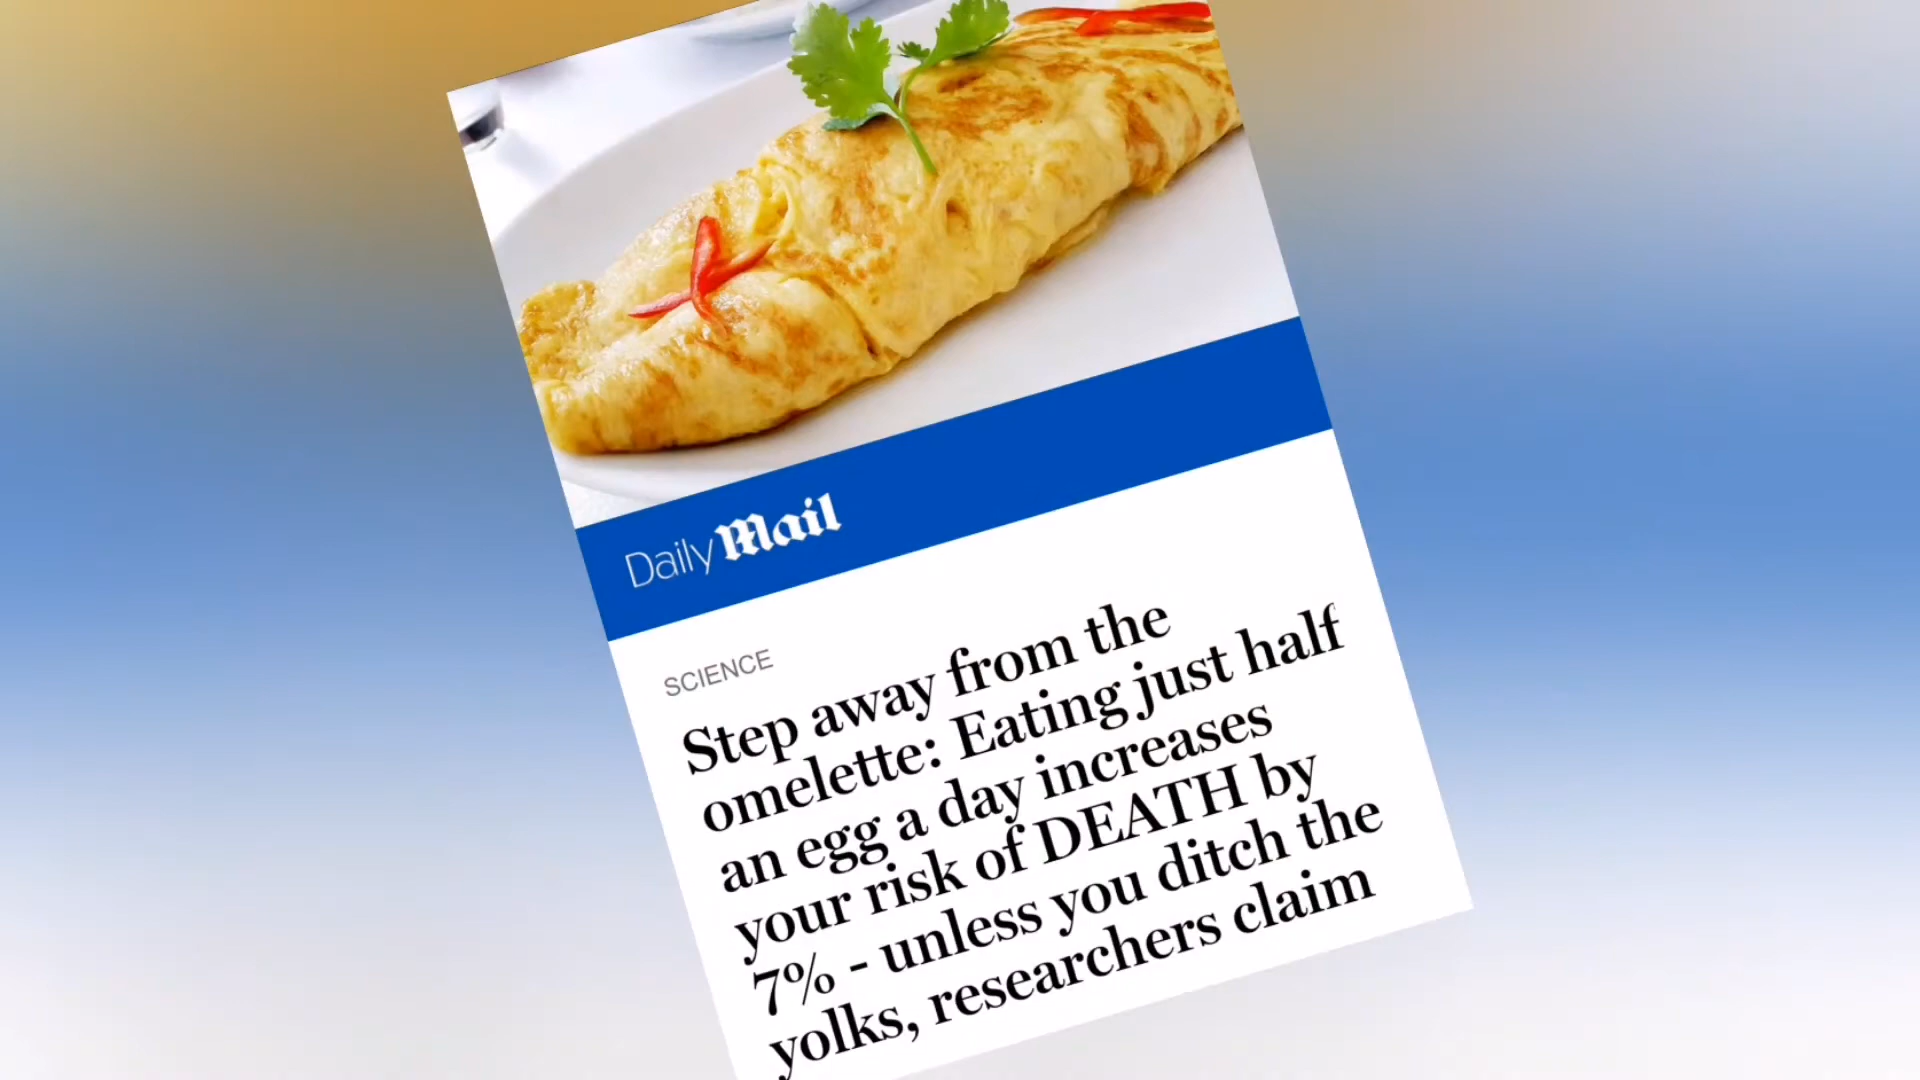 Daily Mail
SCIENCE
Step away from the
omelette: Eating just half
an egg a day increases
your risk of DEATH by
7% - unless you ditch the
yolks, researchers claim